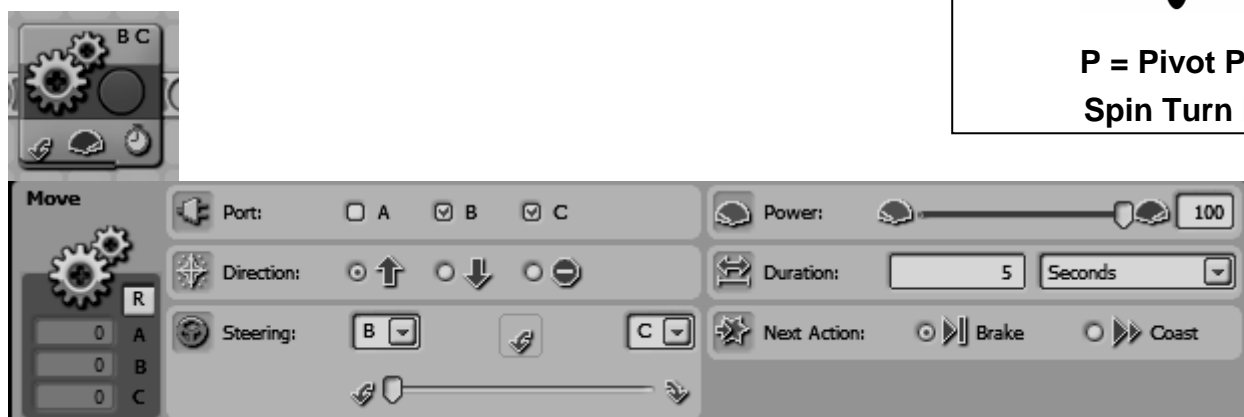 B C
P = Pivot P
Spin Turn
Move
Port: A B C
Power: 100
Direction:
Duration: 5 Seconds
R
0 A
0 B
0 C
Steering: B C
Next Action: Brake Coast